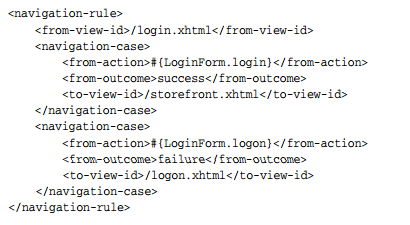 <navigation-rule>
    <from-view-id>/login.xhtml</from-view-id>
    <navigation-case>
        <from-action>#{LoginForm.login}</from-action>
        <from-outcome>success</from-outcome>
        <to-view-id>/storefront.xhtml</to-view-id>
    </navigation-case>
    <navigation-case>
        <from-action>#{LoginForm.logon}</from-action>
        <from-outcome>failure</from-outcome>
        <to-view-id>/logon.xhtml</to-view-id>
    </navigation-case>
</navigation-rule>